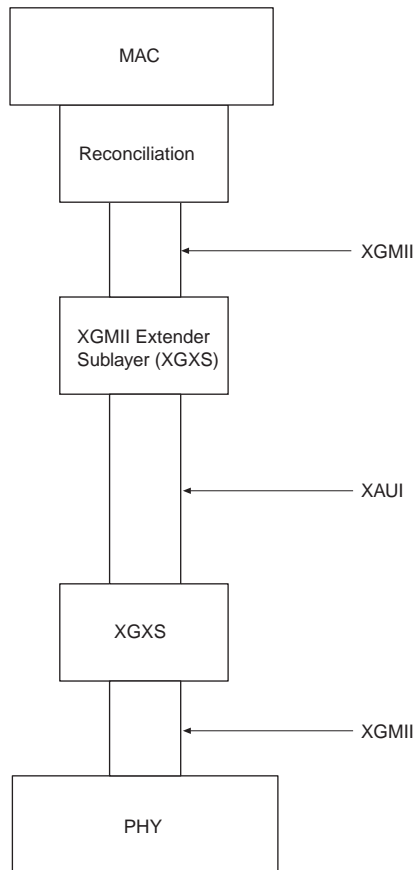 MAC
Reconciliation
XGMII
XGMII Extender
Sublayer (XGXS)
XAUI
XGXS
XGMII
PHY